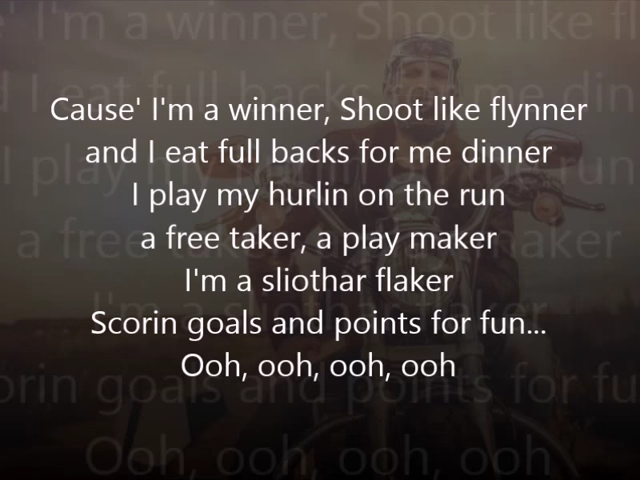 Cause' I'm a winner, Shoot like flynner
and I eat full backs for me dinner
I play my hurlin on the run
a free taker, a play maker
I'm a sliothar flaker
Scorin goals and points for fun...
Ooh, ooh, ooh, ooh